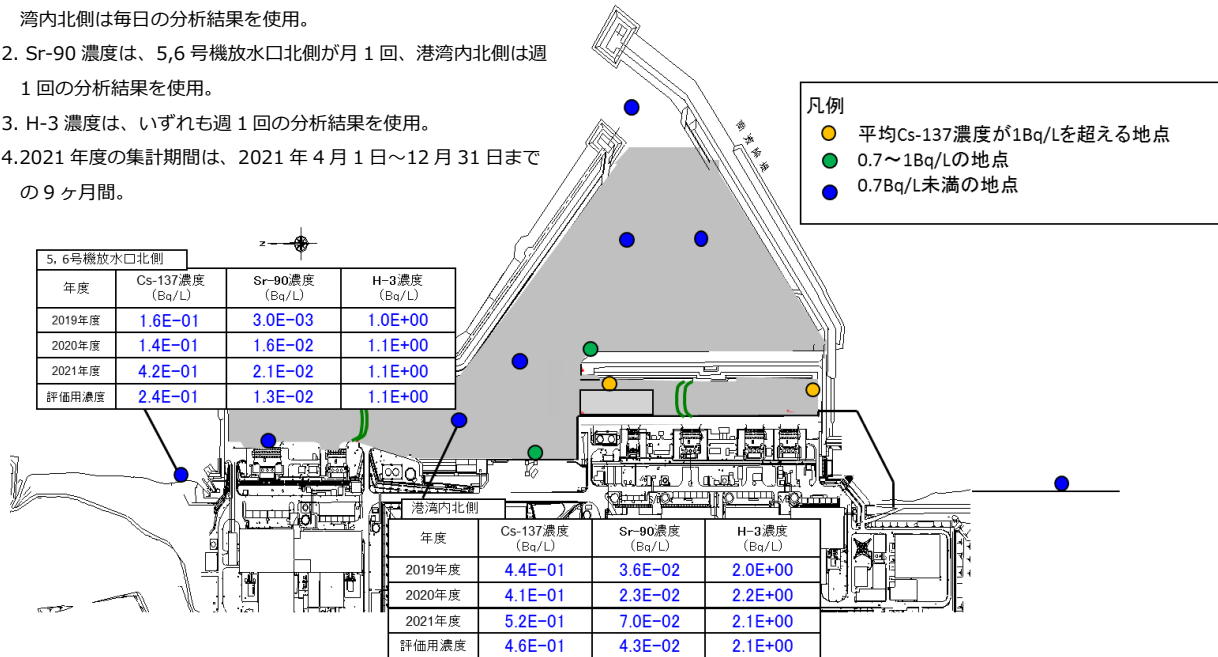 湾内北側は毎日の分析結果を使用。
2. Sr-90 濃度は、5,6 号機放水口北側が月 1 回、港湾内北側は週
1 回の分析結果を使用。
3. H-3 濃度は、いずれも週 1 回の分析結果を使用。
4.2021 年度の集計期間は、2021 年 4 月 1 日～12 月 31 日まで
の 9 ヶ月間。
凡例
平均Cs-137濃度が1Bq/Lを超える地点
0.7～1Bq/Lの地点
0.7Bq/L未満の地点
z
5, 6号機放水口北側
年度 Cs-137濃度 (Bq/L) Sr-90濃度 (Bq/L) H-3濃度 (Bq/L)
2019年度 1.6E-01 3.0E-03 1.0E+00
2020年度 1.4E-01 1.6E-02 1.1E+00
2021年度 4.2E-01 2.1E-02 1.1E+00
評価用濃度 2.4E-01 1.3E-02 1.1E+00
港湾内北側
年度 Cs-137濃度 (Bq/L) Sr-90濃度 (Bq/L) H-3濃度 (Bq/L)
2019年度 4.4E-01 3.6E-02 2.0E+00
2020年度 4.1E-01 2.3E-02 2.2E+00
2021年度 5.2E-01 7.0E-02 2.1E+00
評価用濃度 4.6E-01 4.3E-02 2.1E+00